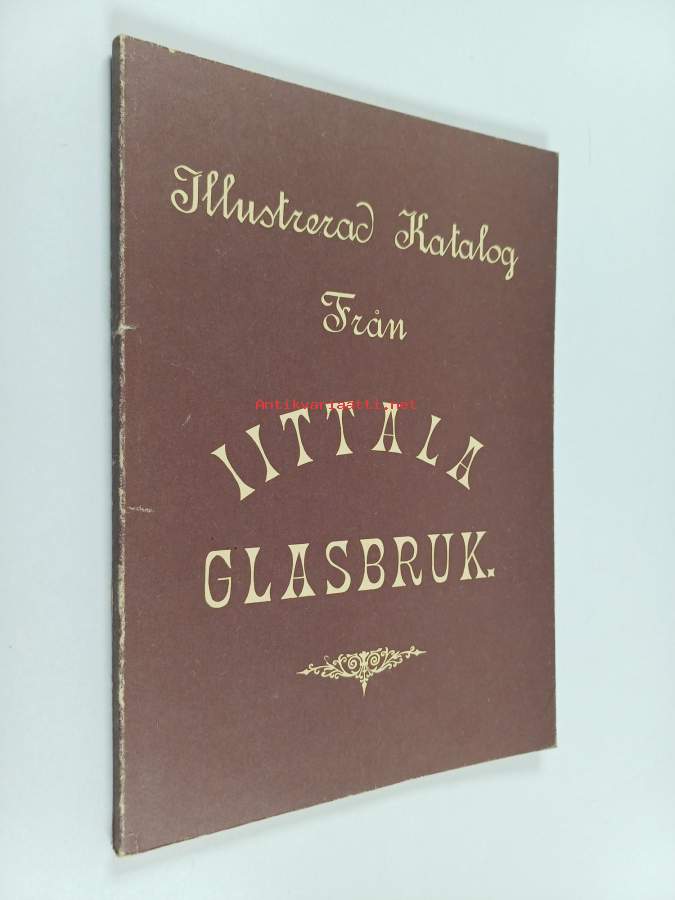 Illustrerad Katalog
Från
Antikvariaatti.net
IITTALA
GLASBRUK.